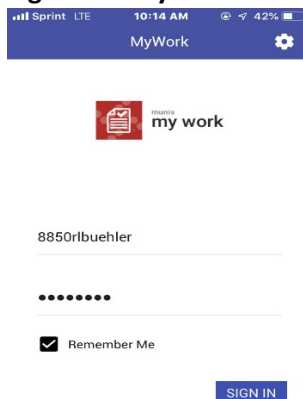 Sprint LTE 10:14 AM 42%
MyWork
munis
my work
8850rlbuehler
••••••••
Remember Me
SIGN IN